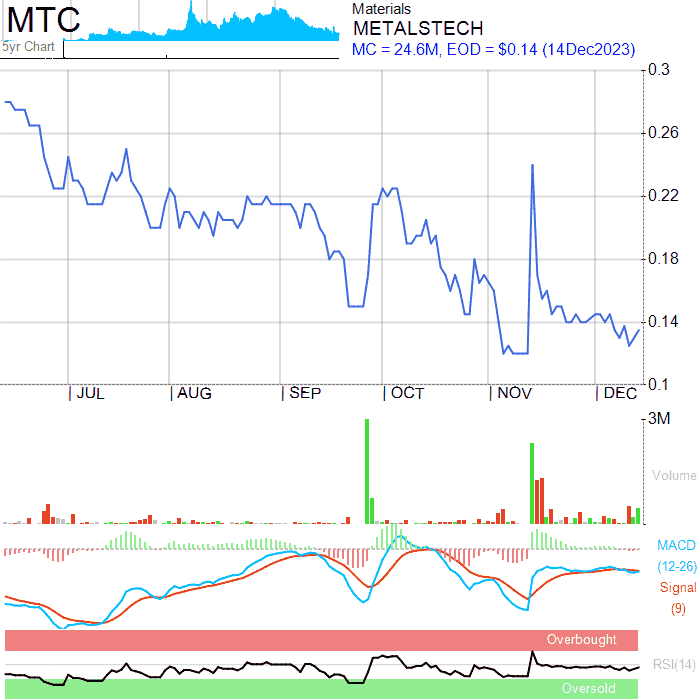 MTC
5yr Chart
Materials
METALSTECH
MC = 24.6M, EOD = $0.14 (14Dec2023)
0.3
0.26
0.22
0.18
0.14
0.1
JUL AUG SEP OCT NOV DEC
3M
Volume
MACD
(12-26)
Signal
(9)
Overbought
RSI(14)
Oversold